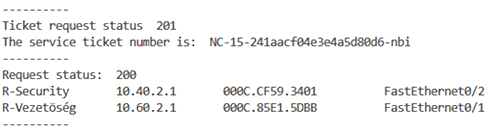 ----------
Ticket request status  201
The service ticket number is:  NC-15-241aacf04e3e4a5d80d6-nbi
----------
Request status:  200
R-Security     10.40.2.1     000C.CF59.3401     FastEthernet0/2
R-Vezetöség     10.60.2.1     000C.85E1.5DBB     FastEthernet0/1
----------